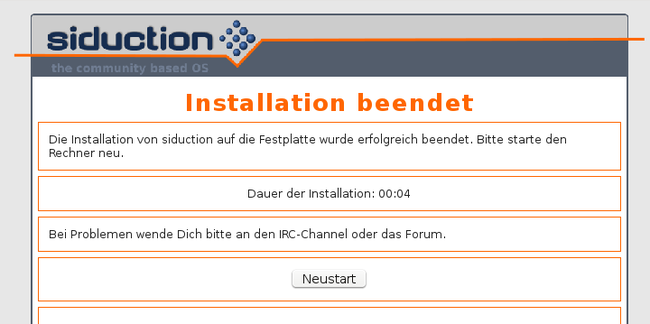 siduction
the community based OS
Installation beendet
Die Installation von siduction auf die Festplatte wurde erfolgreich beendet. Bitte starte den
Rechner neu.
Dauer der Installation: 00:04
Bei Problemen wende Dich bitte an den IRC-Channel oder das Forum.
Neustart